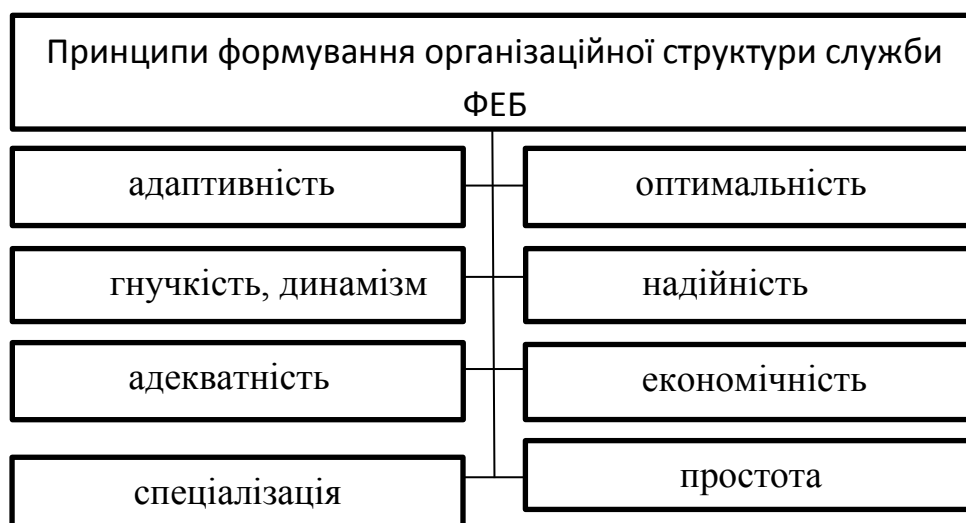 Принципи формування організаційної структури служби
ФЕБ
адаптивність
оптимальність
гнучкість, динамізм
надійність
адекватність
економічність
спеціалізація
простота